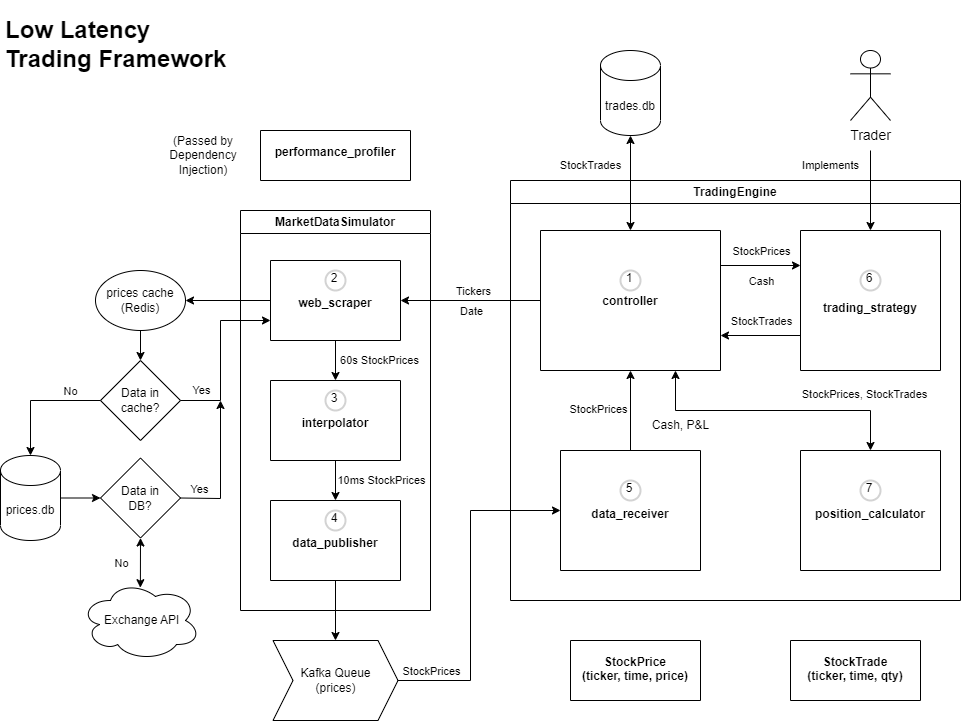 Low Latency
Trading Framework
trades.db
Trader
(Passed by
Dependency
Injection)
performance_profiler
StockTrades
Implements
TradingEngine
MarketDataSimulator
2
web_scraper
prices cache
(Redis)
Tickers
Date
1
controller
StockPrices
Cash
StockTrades
6
trading_strategy
60s StockPrices
No
Data in
cache?
Yes
3
interpolator
StockPrices
Cash, P&L
StockPrices, StockTrades
10ms StockPrices
prices.db
Data in
DB?
Yes
4
data_publisher
5
data_receiver
7
position_calculator
No
Exchange API
Kafka Queue
(prices)
StockPrices
StockPrice
(ticker, time, price)
StockTrade
(ticker, time, qty)